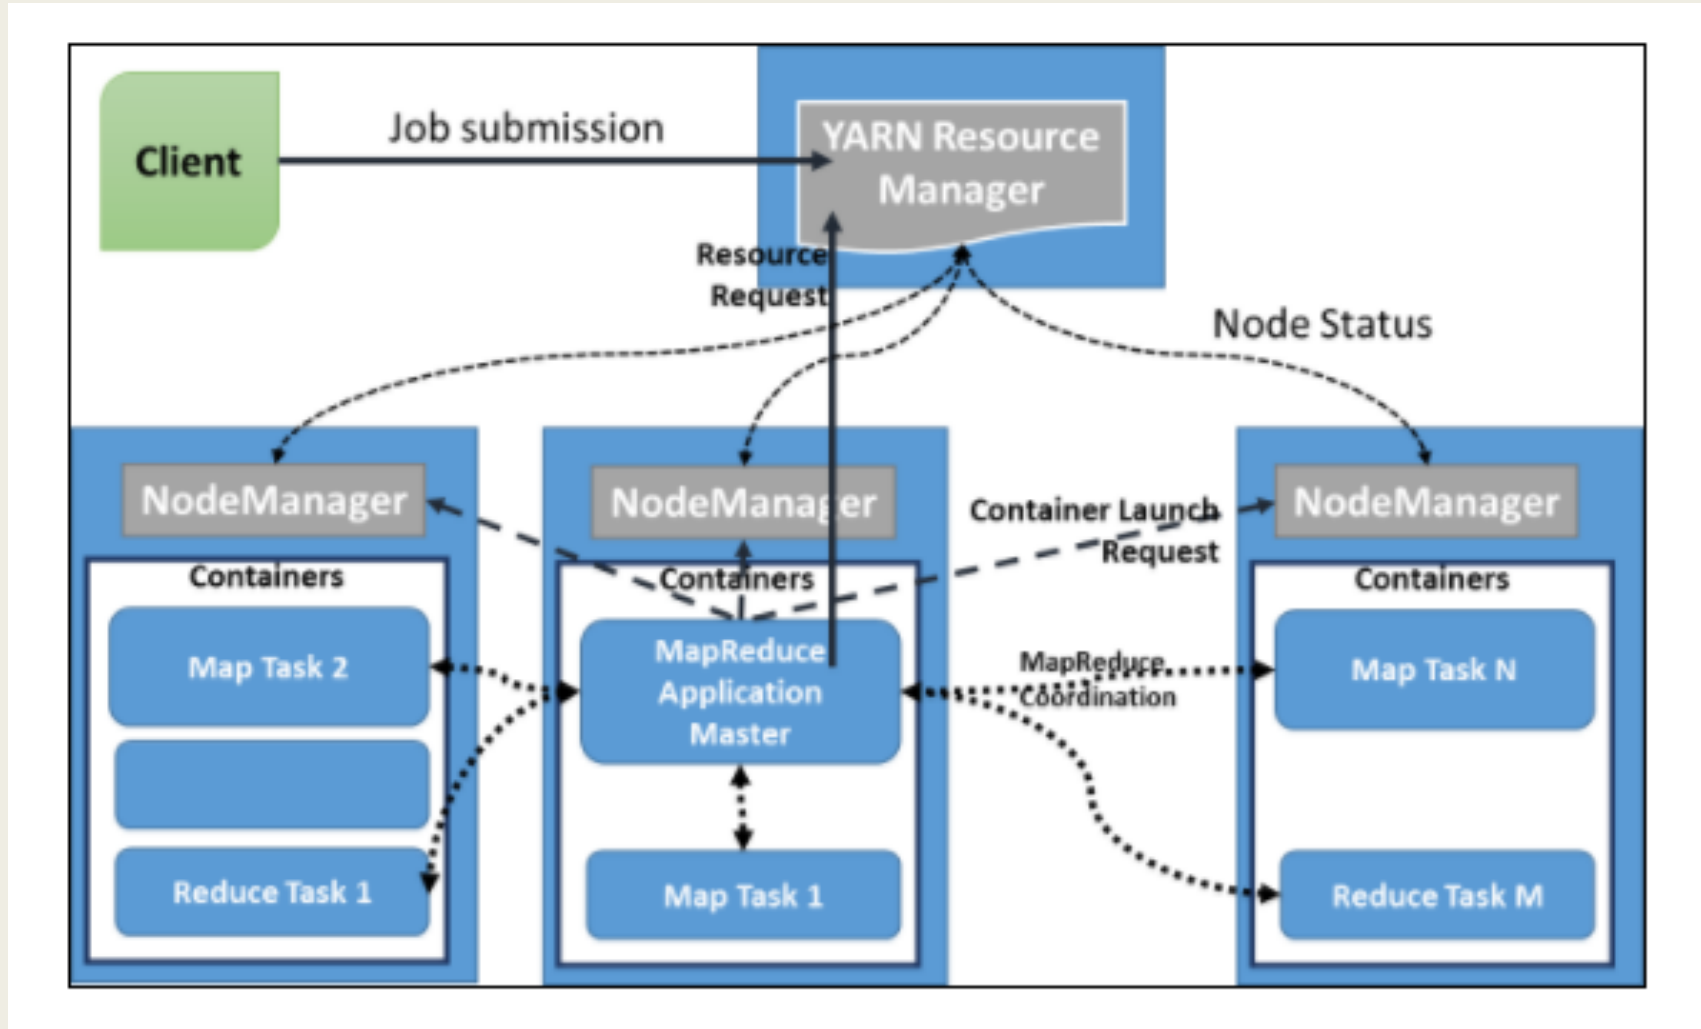 Client
Job submission
YARN Resource
Manager
Resource
Request
Node Status
NodeManager
NodeManager
Container Launch
Request
NodeManager
Containers
Containers
Containers
Map Task 2
MapReduce
Application
Master
MapReduce
Coordination
Map Task N
Reduce Task 1
Map Task 1
Reduce Task M